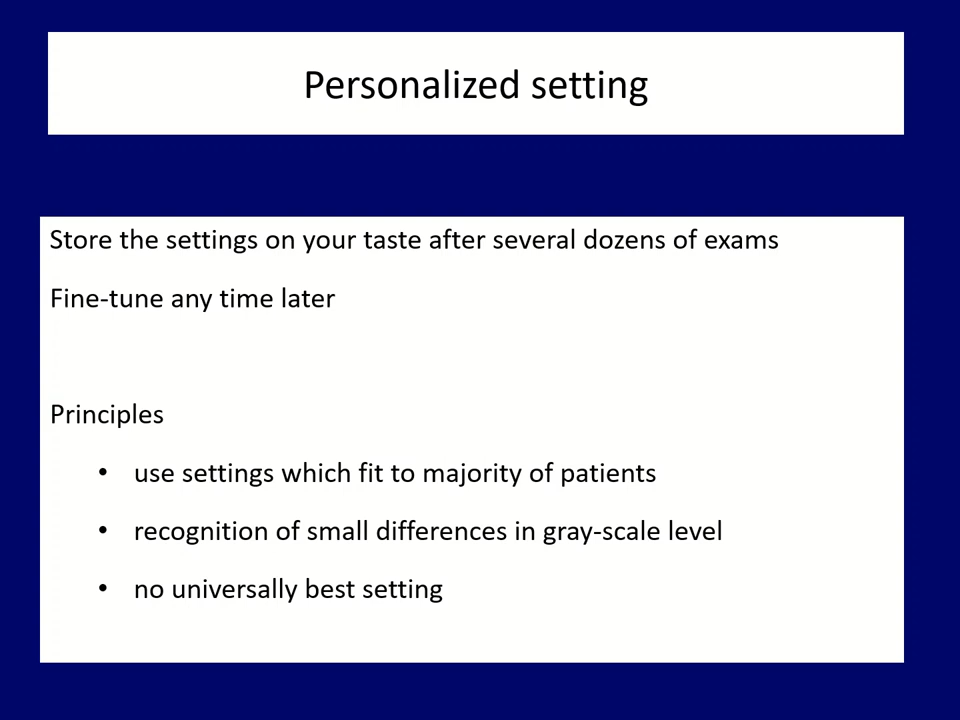 Personalized setting
Store the settings on your taste after several dozens of exams
Fine-tune any time later
Principles
• use settings which fit to majority of patients
• recognition of small differences in gray-scale level
• no universally best setting